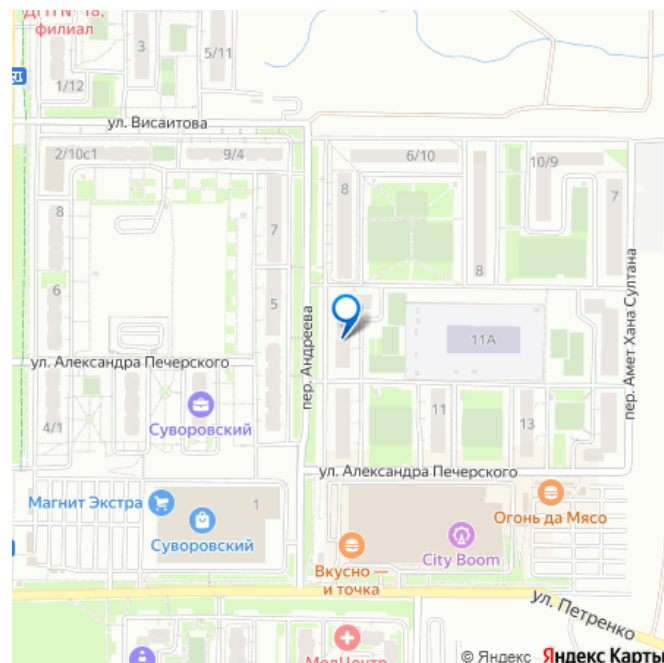 ДГП № 18,
филиал
3
5/11
1/12
ул. Висаитова
2/10с1
9/4
6/10
10/9
8
7
8
7
8
6
5
пер. Андреева
11А
пер. Амет Хана Султана
ул. Александра Печерского
Суворовский
11
13
4/1
ул. Александра Печерского
Магнит Экстра
1
Суворовский
Огонь да Мясо
City Boom
Вкусно —
и точка
ул. Петренко
МедЦентр
© Яндекс Яндекс Карты